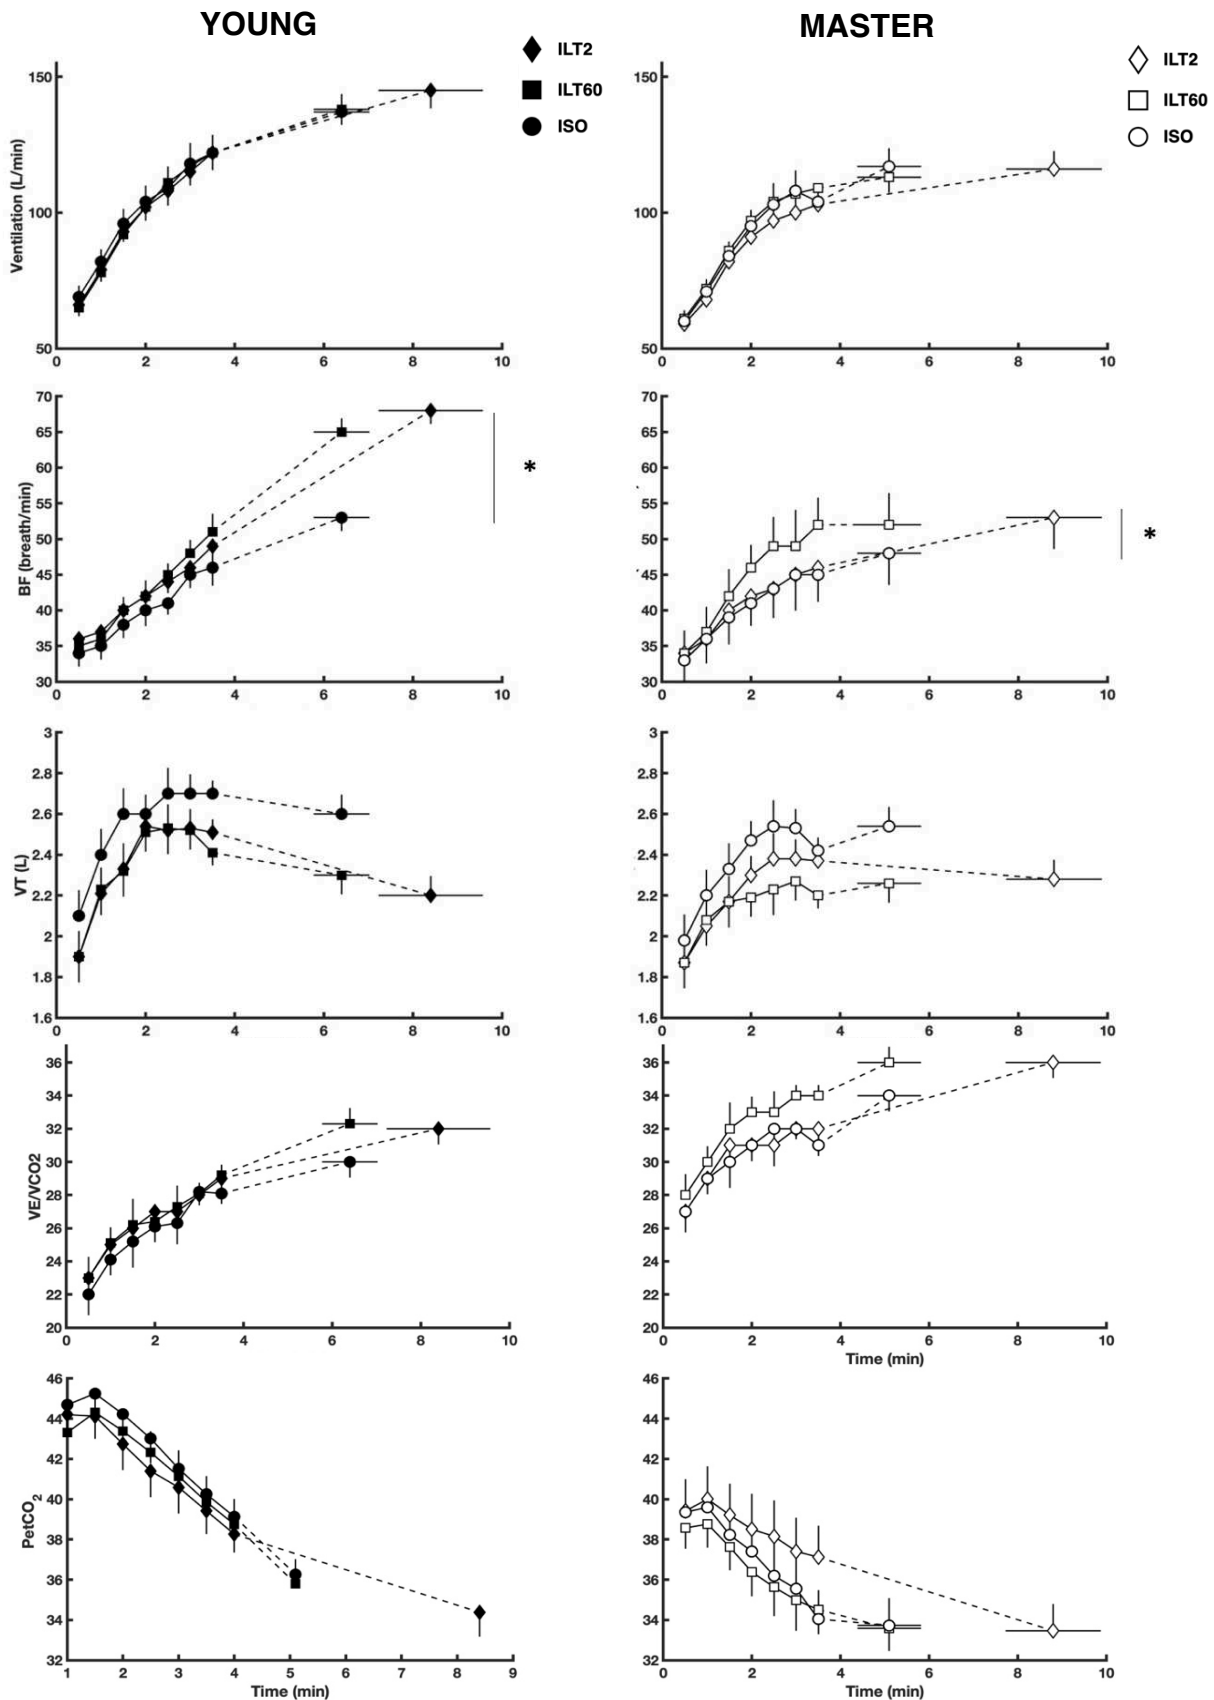 YOUNG
MASTER
ILT2
ILT60
ISO
ILT2
ILT60
ISO
Ventilation (L/min)
150
100
50
0 2 4 6 8 10
150
100
50
2 4 6 8 10
BF (breath/min)
70
65
60
55
50
45
40
35
30
0 2 4 6 8 10
*
70
65
60
55
50
45
40
35
30
0 2 4 6 8 10
*
VT (L)
3
2.8
2.6
2.4
2.2
2
1.8
1.6
0 2 4 6 8 10
3
2.8
2.6
2.4
2.2
2
1.8
1.6
0 2 4 6 8 10
VE/VCO2
36
34
32
30
28
26
24
22
20
0 2 4 6 8 10
36
34
32
30
28
26
24
22
20
0 2 4 6 8 10
Time (min)
PetCO2
46
44
42
40
38
36
34
32
1 2 3 4 5 6 7 8 9
Time (min)
46
44
42
40
38
36
34
32
0 2 4 6 8 10
Time (min)